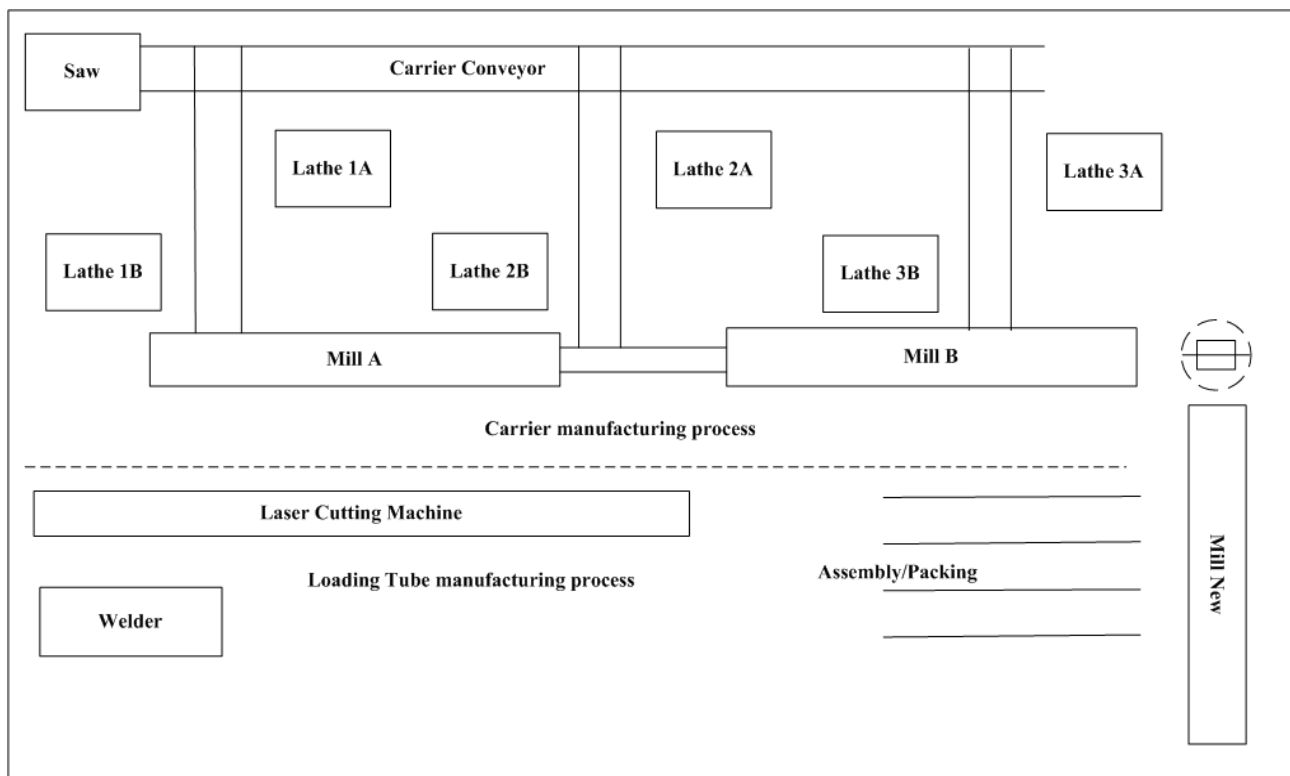 Saw
Carrier Conveyor
Lathe 1A
Lathe 2A
Lathe 3A
Lathe 1B
Lathe 2B
Lathe 3B
Mill A
Mill B
Carrier manufacturing process
Laser Cutting Machine
Loading Tube manufacturing process
Assembly/Packing
Welder
Mill New